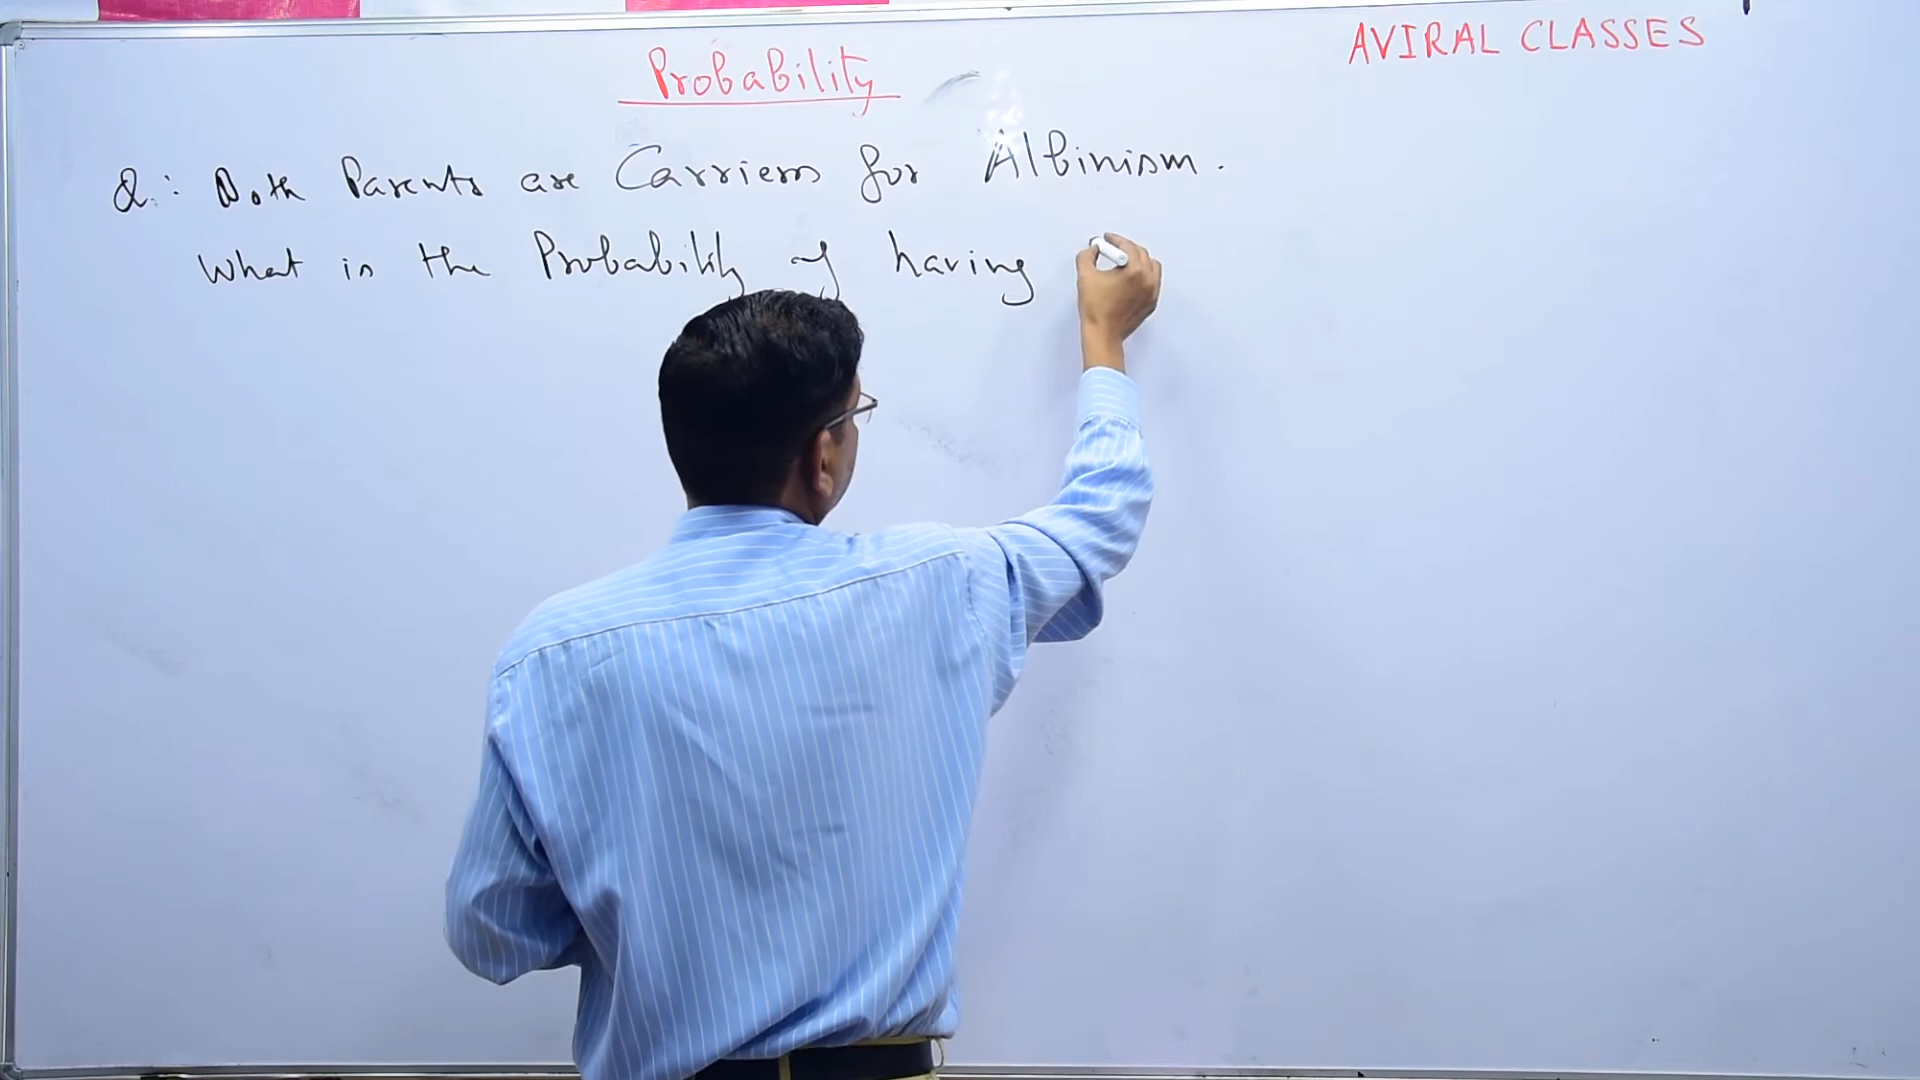 AVIRAL CLASSES
Probability
Q.: Both Parents are Carriers for Albinism.
What is the Probability of having